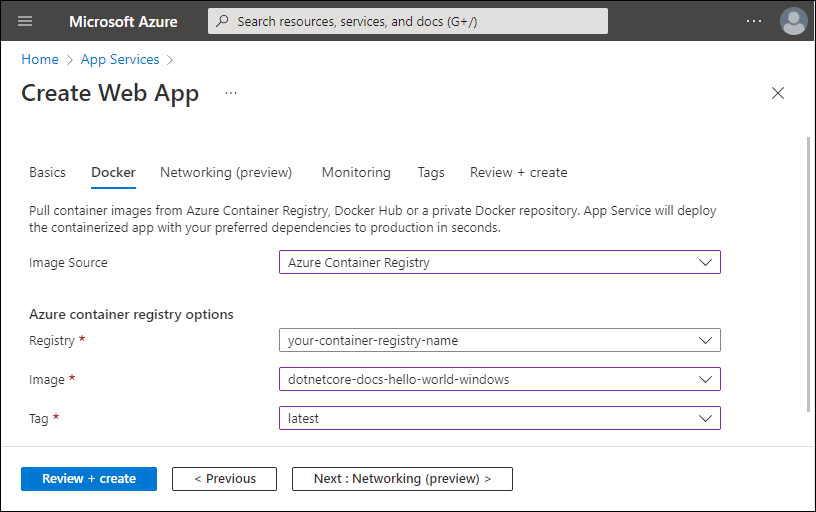 Microsoft Azure
Search resources, services, and docs (G+/)
...
Home > App Services >
Create Web App ...
Basics Docker Networking (preview) Monitoring Tags Review + create
Pull container images from Azure Container Registry, Docker Hub or a private Docker repository. App Service will deploy
the containerized app with your preferred dependencies to production in seconds.
Image Source Azure Container Registry
Azure container registry options
Registry * your-container-registry-name
Image * dotnetcore-docs-hello-world-windows
Tag * latest
Review + create < Previous Next : Networking (preview) >